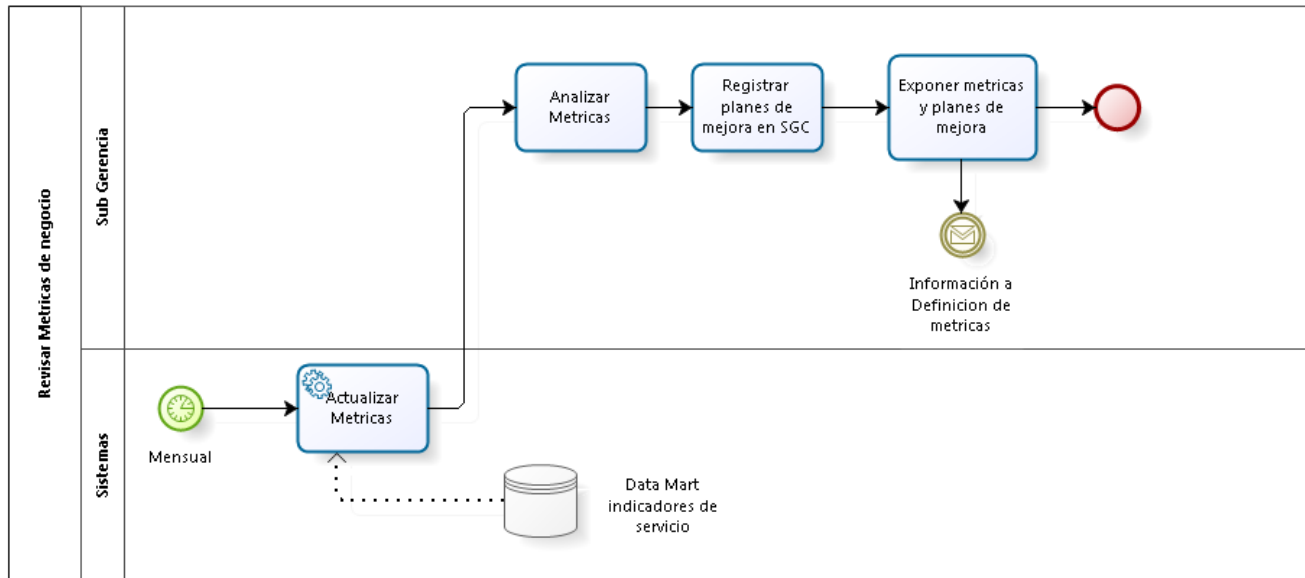 Revisar Metricas de negocio
Sub Gerencia
Analizar
Metricas
Registrar
planes de
mejora en SGC
Exponer metricas
y planes de
mejora
Información a
Definicion de
metricas
Sistemas
Mensual
Actualizar
Metricas
Data Mart
indicadores de
servicio